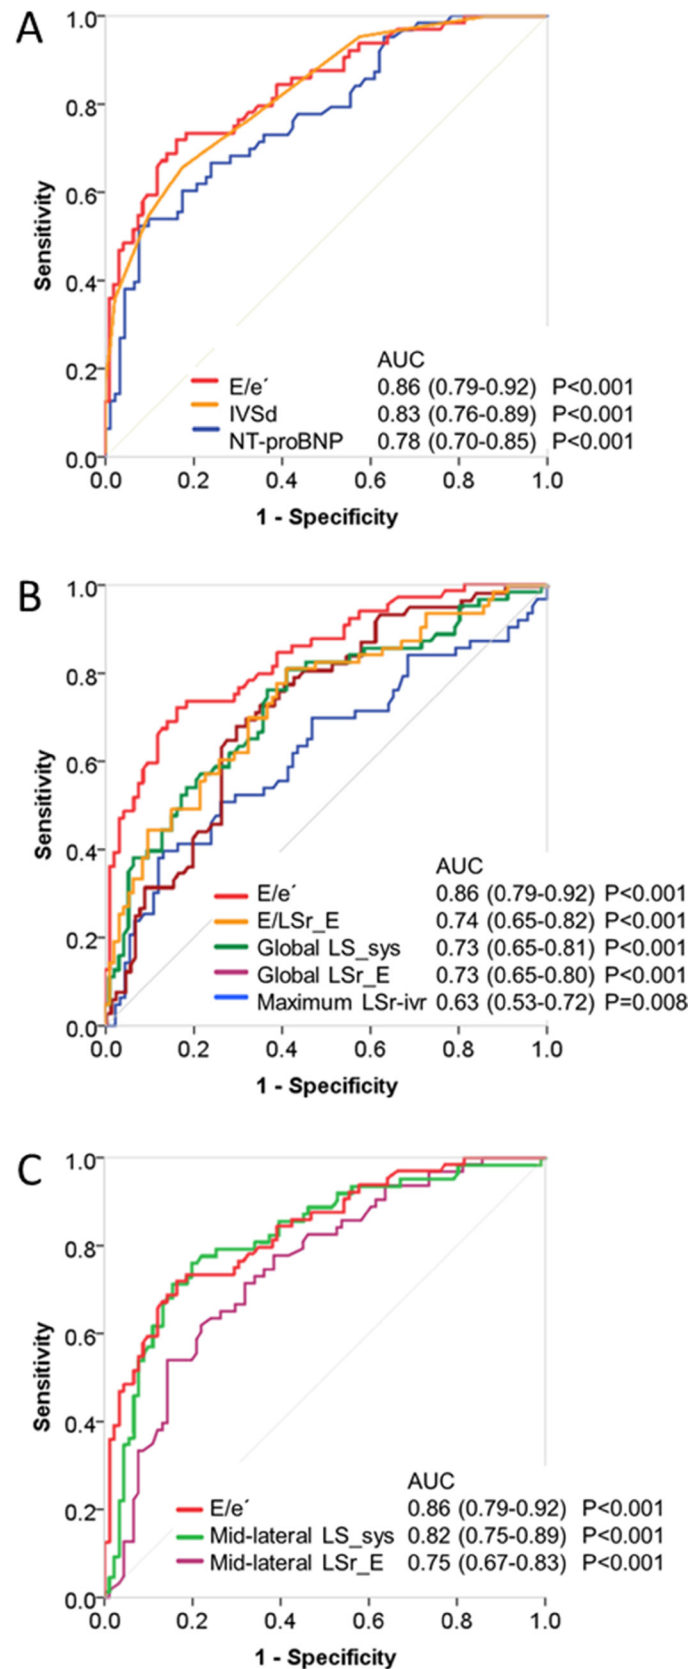 A
1.0
0.8
0.6
0.4
0.2
0.0
Sensitivity
AUC
E/e´ 0.86 (0.79-0.92) P<0.001
IVSd 0.83 (0.76-0.89) P<0.001
NT-proBNP 0.78 (0.70-0.85) P<0.001
0.0 0.2 0.4 0.6 0.8 1.0
1 - Specificity
B
1.0
0.8
0.6
0.4
0.2
0.0
Sensitivity
AUC
E/e´ 0.86 (0.79-0.92) P<0.001
E/LSr_E 0.74 (0.65-0.82) P<0.001
Global LS_sys 0.73 (0.65-0.81) P<0.001
Global LSr_E 0.73 (0.65-0.80) P<0.001
Maximum LSr-ivr 0.63 (0.53-0.72) P=0.008
0.0 0.2 0.4 0.6 0.8 1.0
1 - Specificity
C
1.0
0.8
0.6
0.4
0.2
0.0
Sensitivity
AUC
E/e´ 0.86 (0.79-0.92) P<0.001
Mid-lateral LS_sys 0.82 (0.75-0.89) P<0.001
Mid-lateral LSr_E 0.75 (0.67-0.83) P<0.001
0.0 0.2 0.4 0.6 0.8 1.0
1 - Specificity